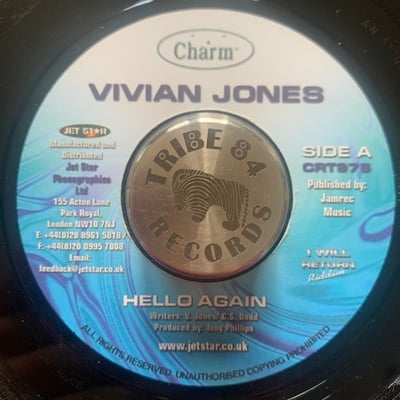 Charm
VIVIAN JONES
JET STAR
Manufactured and
Distributed
Jet Star
Phonographics
Ltd
155 Acton Lane
Park Royal,
London NW10 7NJ
T: +44(0)20 8961 5818
F: +44(0)20 8995 7008
Email:
feedback@jetstar.co.uk
TRIBE 84
RECORDS
SIDE A
CRT975
Published by:
Jamrec
Music
I WILL
RETURN
Riddim
HELLO AGAIN
Writers: V. Jones/ C.S. Dodd
Produced by: Tony Phillips
www.jetstar.co.uk
ALL RIGHTS RESERVED. UNAUTHORISED COPYING PROHIBITED